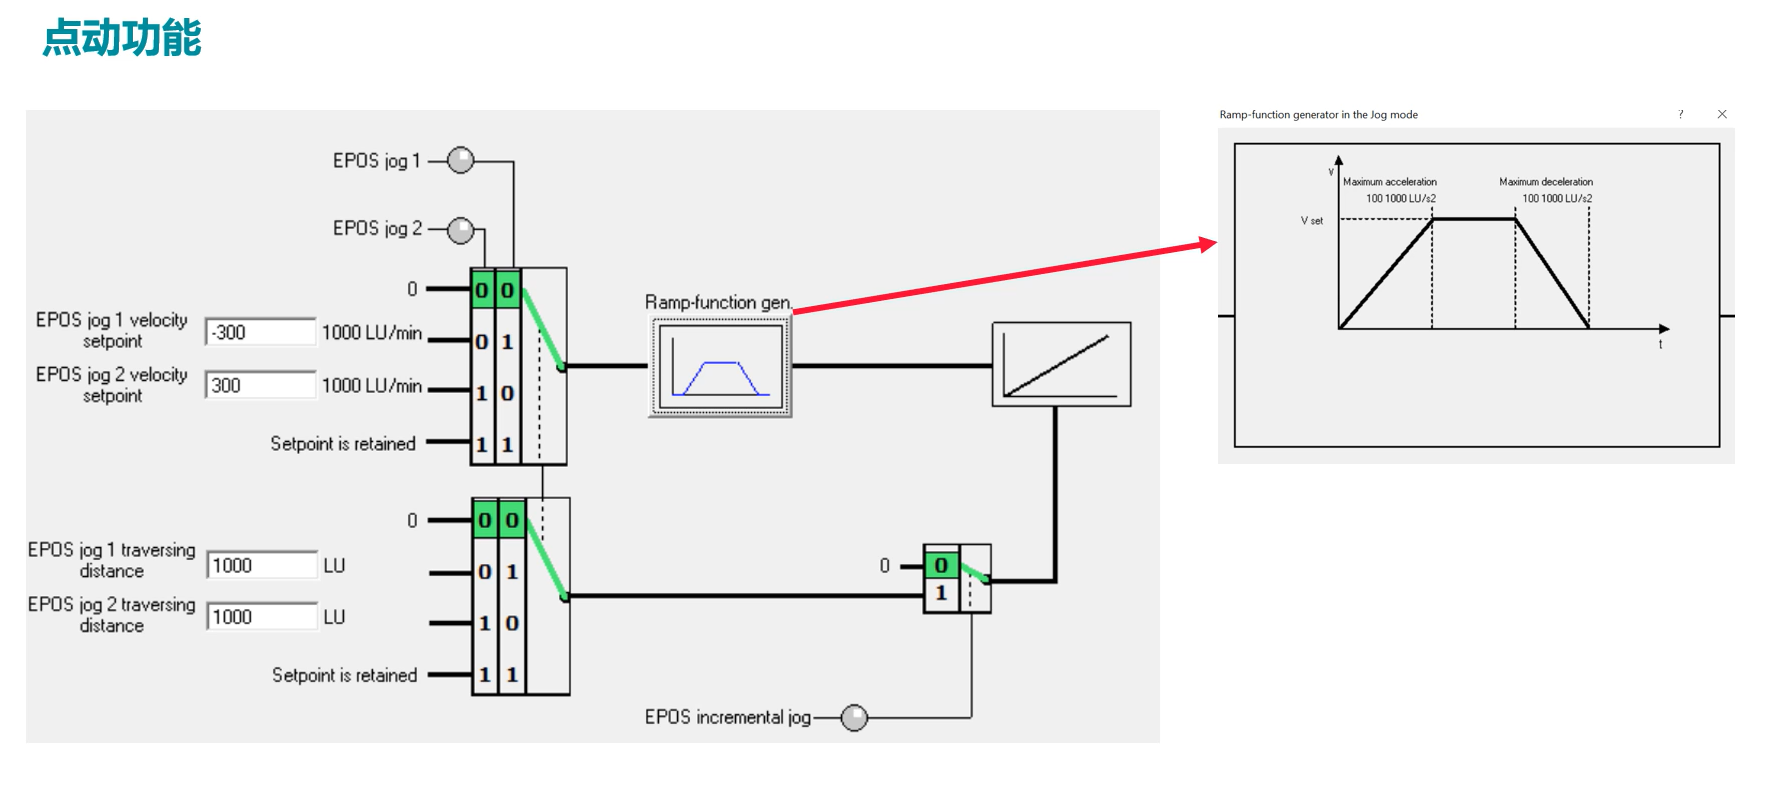 点动功能
EPOS jog 1
EPOS jog 2
0
0 0
EPOS jog 1 velocity
setpoint
-300
1000 LU/min
0 1
EPOS jog 2 velocity
setpoint
300
1000 LU/min
1 0
Setpoint is retained
1 1
Ramp-function gen.
0
0 0
EPOS jog 1 traversing
distance
1000
LU
0 1
EPOS jog 2 traversing
distance
1000
LU
1 0
Setpoint is retained
1 1
0
0
1
EPOS incremental jog
Ramp-function generator in the Jog mode
?
V
Maximum acceleration
100 1000 LU/s2
Maximum deceleration
100 1000 LU/s2
V set
t